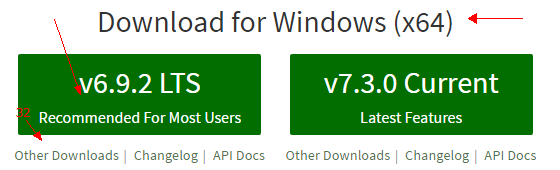 Download for Windows (x64)
v6.9.2 LTS
Recommended For Most Users
v7.3.0 Current
Latest Features
32
Other Downloads | Changelog | API Docs
Other Downloads | Changelog | API Docs